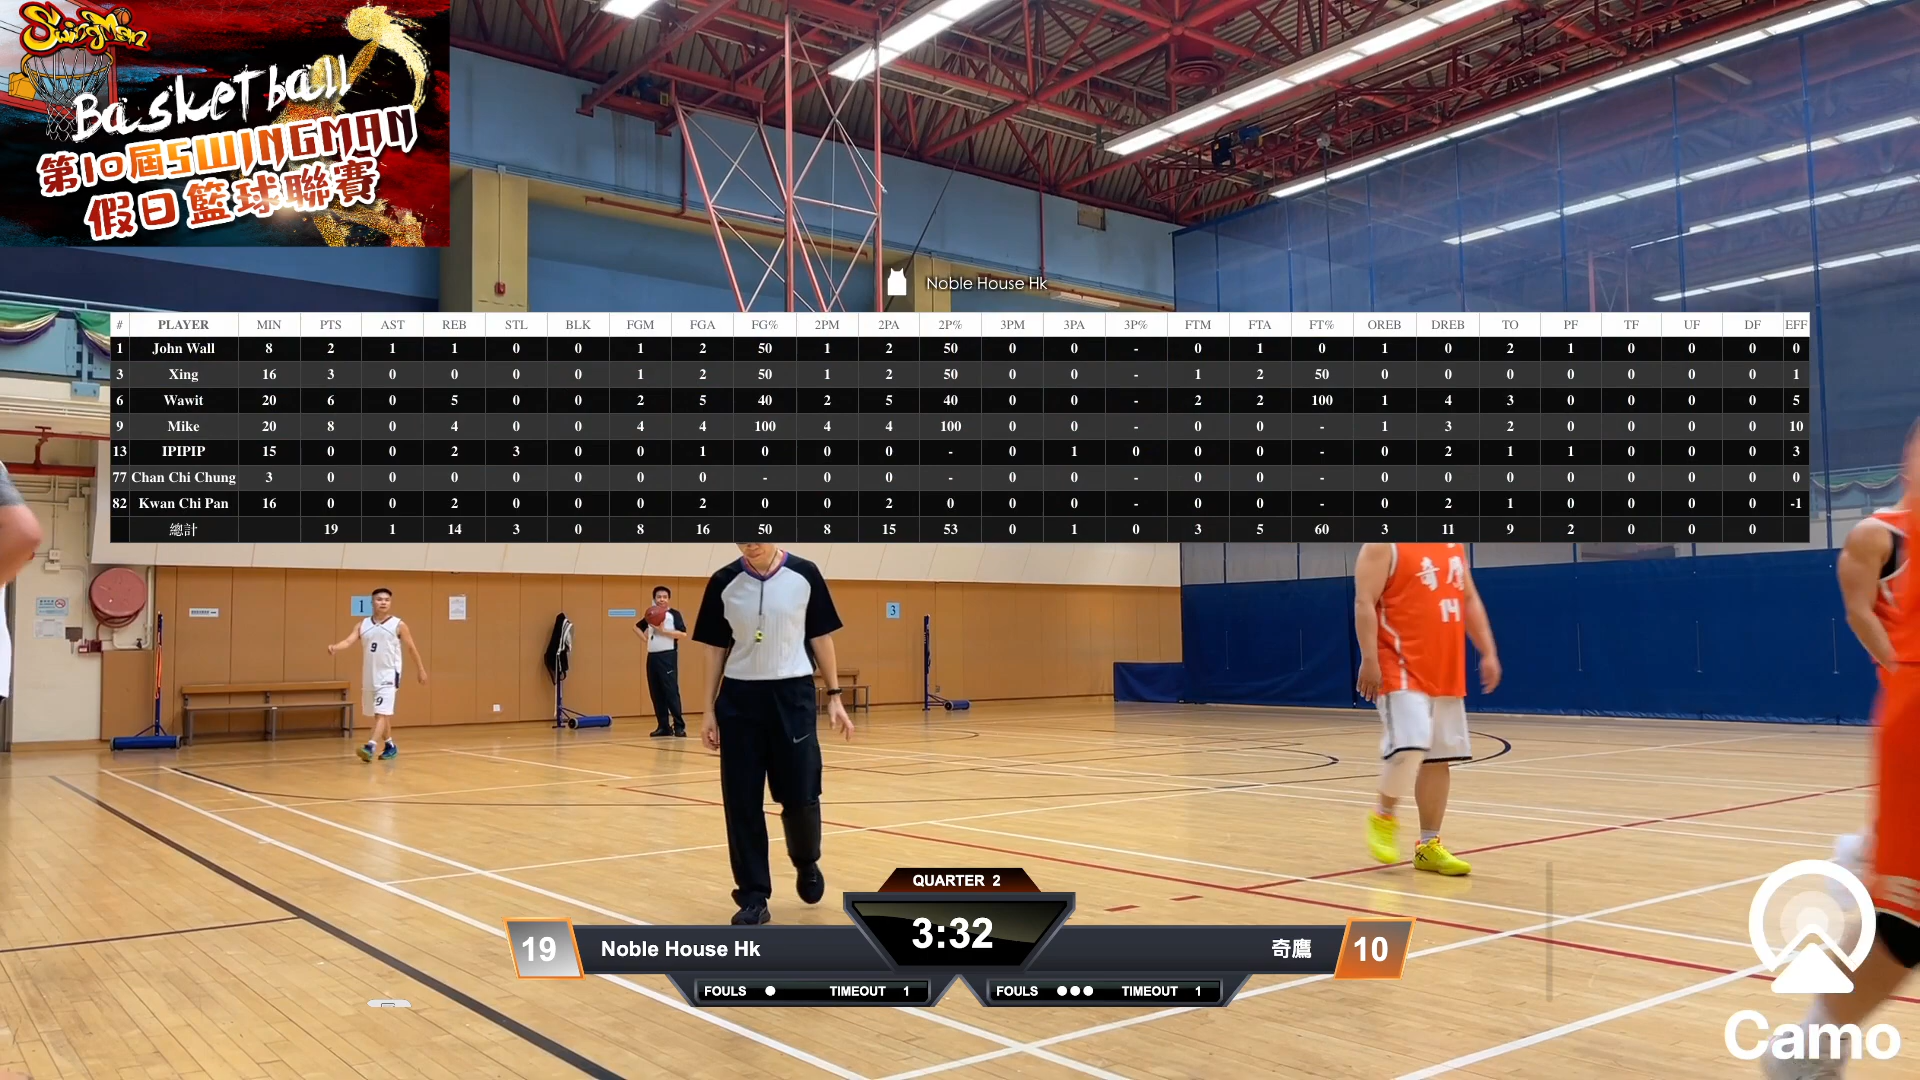 SwingMan
Basketball
第10屆SWINGMAN
假日籃球聯賽
Noble House Hk
# PLAYER MIN PTS AST REB STL BLK FGM FGA FG% 2PM 2PA 2P% 3PM 3PA 3P% FTM FTA FT% OREB DREB TO PF TF UF DF EFF
1 John Wall 8 2 1 1 0 0 1 2 50 1 2 50 0 0 - 0 1 0 1 0 2 1 0 0 0 0
3 Xing 16 3 0 0 0 0 1 2 50 1 2 50 0 0 - 1 2 50 0 0 0 0 0 0 0 1
6 Wawit 20 6 0 5 0 0 2 5 40 2 5 40 0 0 - 2 2 100 1 4 3 0 0 0 0 5
9 Mike 20 8 0 4 0 0 4 4 100 4 4 100 0 0 - 0 0 - 1 3 2 0 0 0 0 10
13 IPIPIP 15 0 0 2 3 0 0 1 0 0 0 - 0 1 0 0 0 - 0 2 1 1 0 0 0 3
77 Chan Chi Chung 3 0 0 0 0 0 0 0 - 0 0 - 0 0 - 0 0 - 0 0 0 0 0 0 0 0
82 Kwan Chi Pan 16 0 0 2 0 0 0 2 0 0 2 0 0 0 - 0 0 - 0 2 1 0 0 0 0 -1
總計 19 1 14 3 0 8 16 50 8 15 53 0 1 0 3 5 60 3 11 9 2 0 0 0
1
3
9
9
奇鷹
14
QUARTER 2
3:32
19 Noble House Hk
奇鷹 10
FOULS TIMEOUT 1
FOULS TIMEOUT 1
Camo